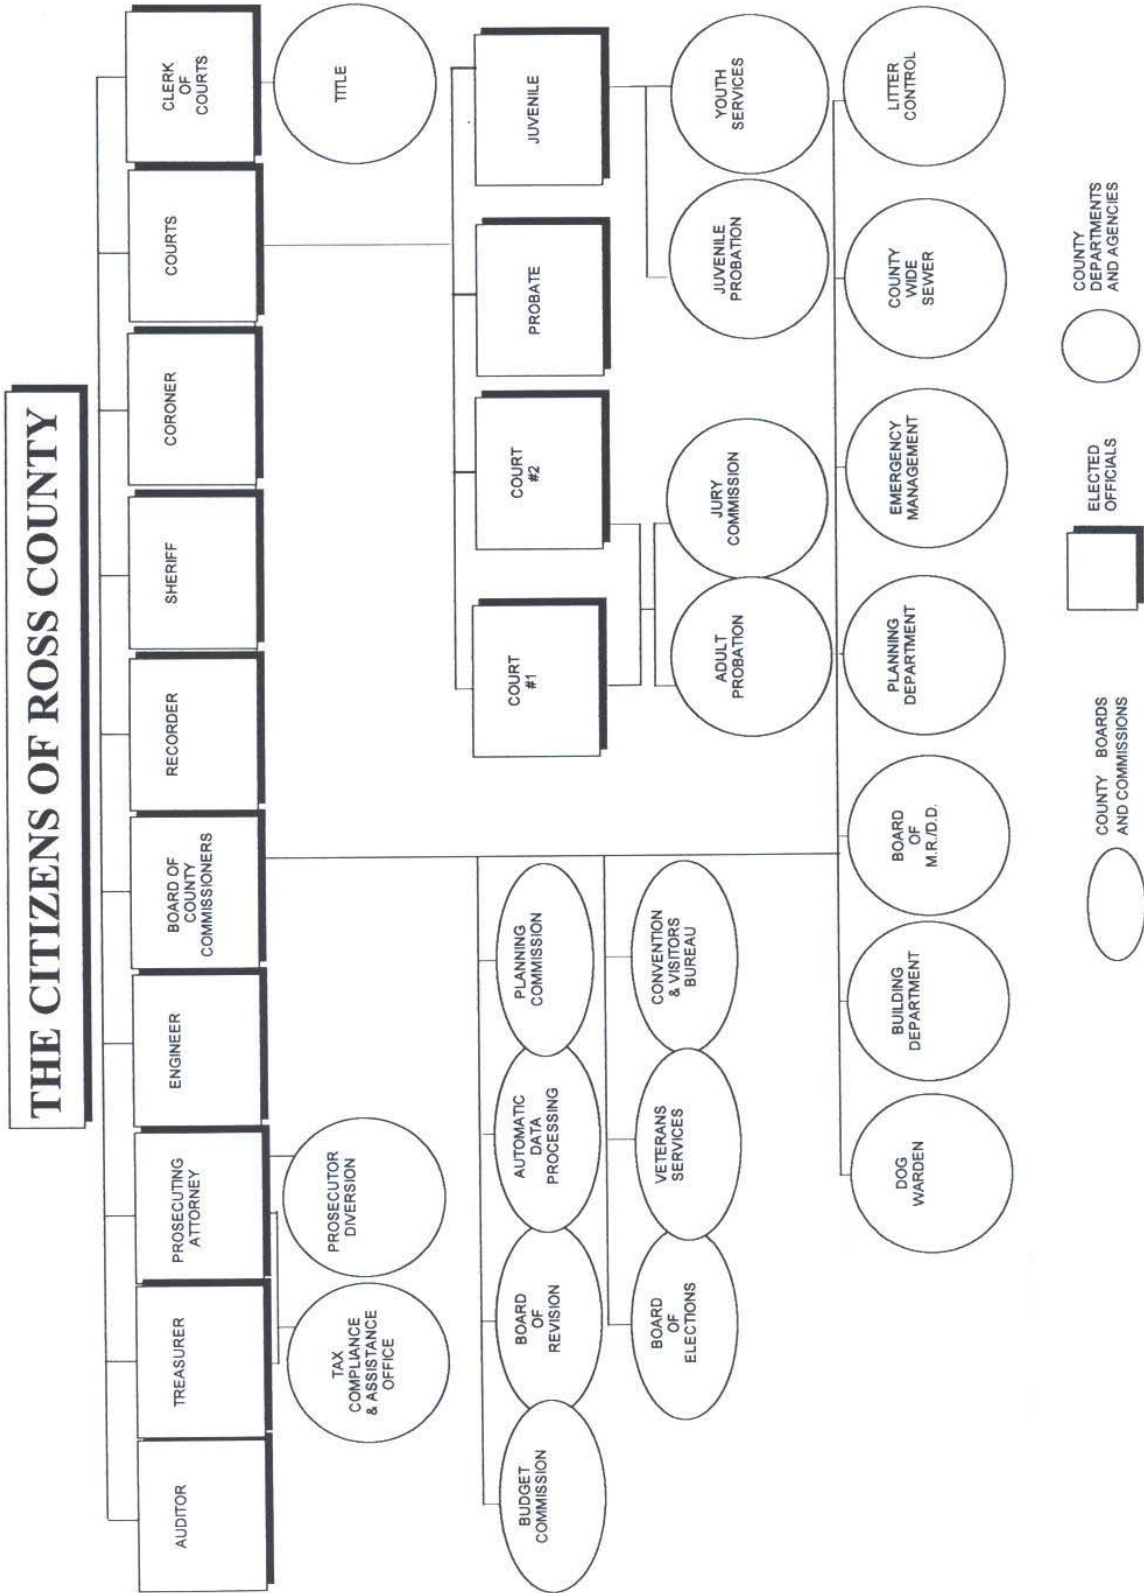 THE CITIZENS OF ROSS COUNTY
AUDITOR
TREASURER
PROSECUTING
ATTORNEY
ENGINEER
BOARD OF
COUNTY
COMMISSIONERS
RECORDER
SHERIFF
CORONER
COURTS
CLERK
OF
COURTS
TAX
COMPLIANCE
& ASSISTANCE
OFFICE
PROSECUTOR
DIVERSION
TITLE
BUDGET
COMMISSION
BOARD
OF
REVISION
AUTOMATIC
DATA
PROCESSING
PLANNING
COMMISSION
COURT
#1
COURT
#2
PROBATE
JUVENILE
BOARD
OF
ELECTIONS
VETERANS
SERVICES
CONVENTION
& VISITORS
BUREAU
ADULT
PROBATION
JURY
COMMISSION
JUVENILE
PROBATION
YOUTH
SERVICES
DOG
WARDEN
BUILDING
DEPARTMENT
BOARD
OF
M.R./D.D.
PLANNING
DEPARTMENT
EMERGENCY
MANAGEMENT
COUNTY
WIDE
SEWER
LITTER
CONTROL
COUNTY BOARDS
AND COMMISSIONS
ELECTED
OFFICIALS
COUNTY
DEPARTMENTS
AND AGENCIES